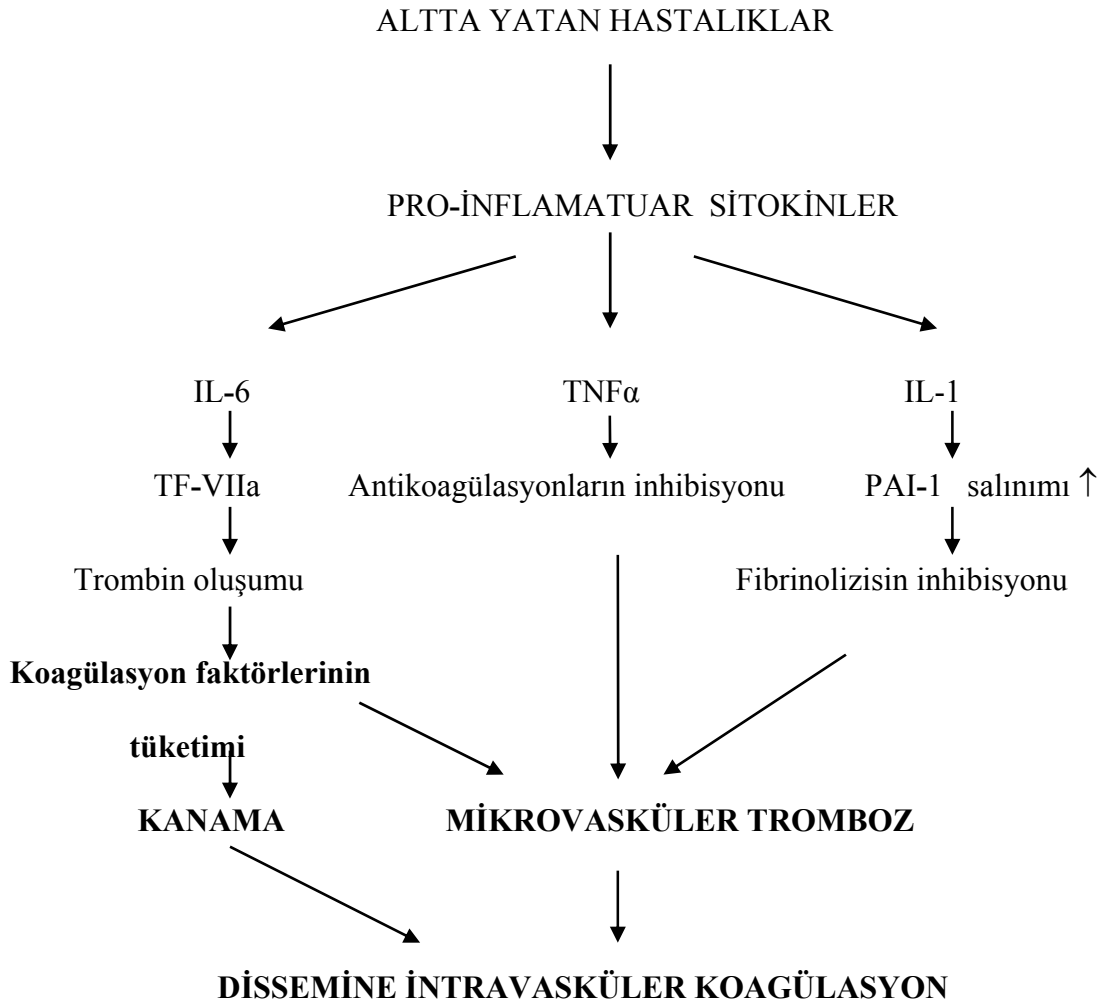 ALTTA YATAN HASTALIKLAR
PRO-İNFLAMATUAR SİTOKİNLER
IL-6 TNFα IL-1
TF-VIIa Antikoagülasyonların inhibisyonu PAI-1 salınımı ↑
Trombin oluşumu Fibrinolizisin inhibisyonu
Koagülasyon faktörlerinin
tüketimi
KANAMA MİKROVASKÜLER TROMBOZ
DİSSEMİNE İNTRAVASKÜLER KOAGÜLASYON